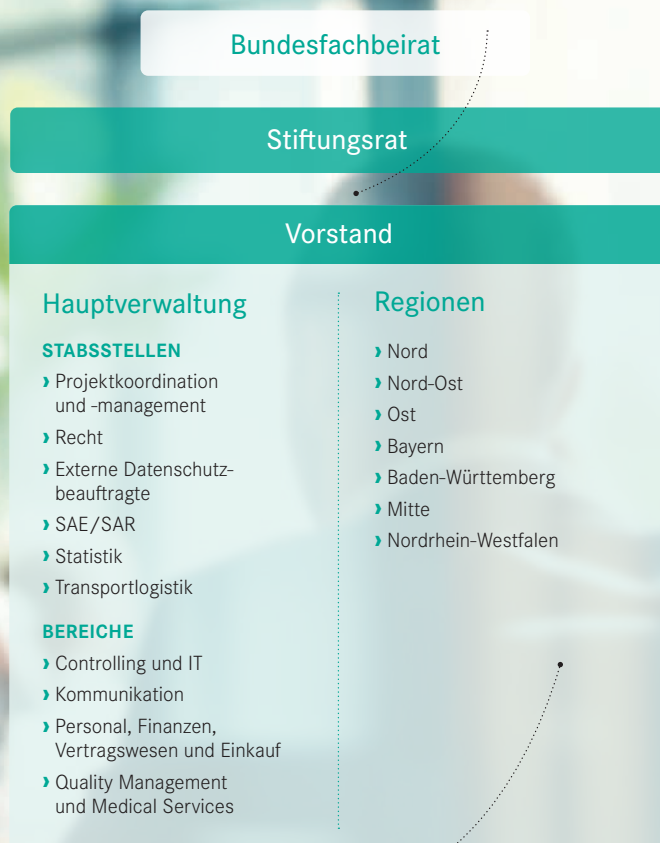 Bundesfachbeirat
Stiftungsrat
Vorstand
Hauptverwaltung
STABSSTELLEN
› Projektkoordination
und -management
› Recht
› Externe Datenschutz-
beauftragte
› SAE/SAR
› Statistik
› Transportlogistik
BEREICHE
› Controlling und IT
› Kommunikation
› Personal, Finanzen,
Vertragswesen und Einkauf
› Quality Management
und Medical Services
Regionen
› Nord
› Nord-Ost
› Ost
› Bayern
› Baden-Württemberg
› Mitte
› Nordrhein-Westfalen